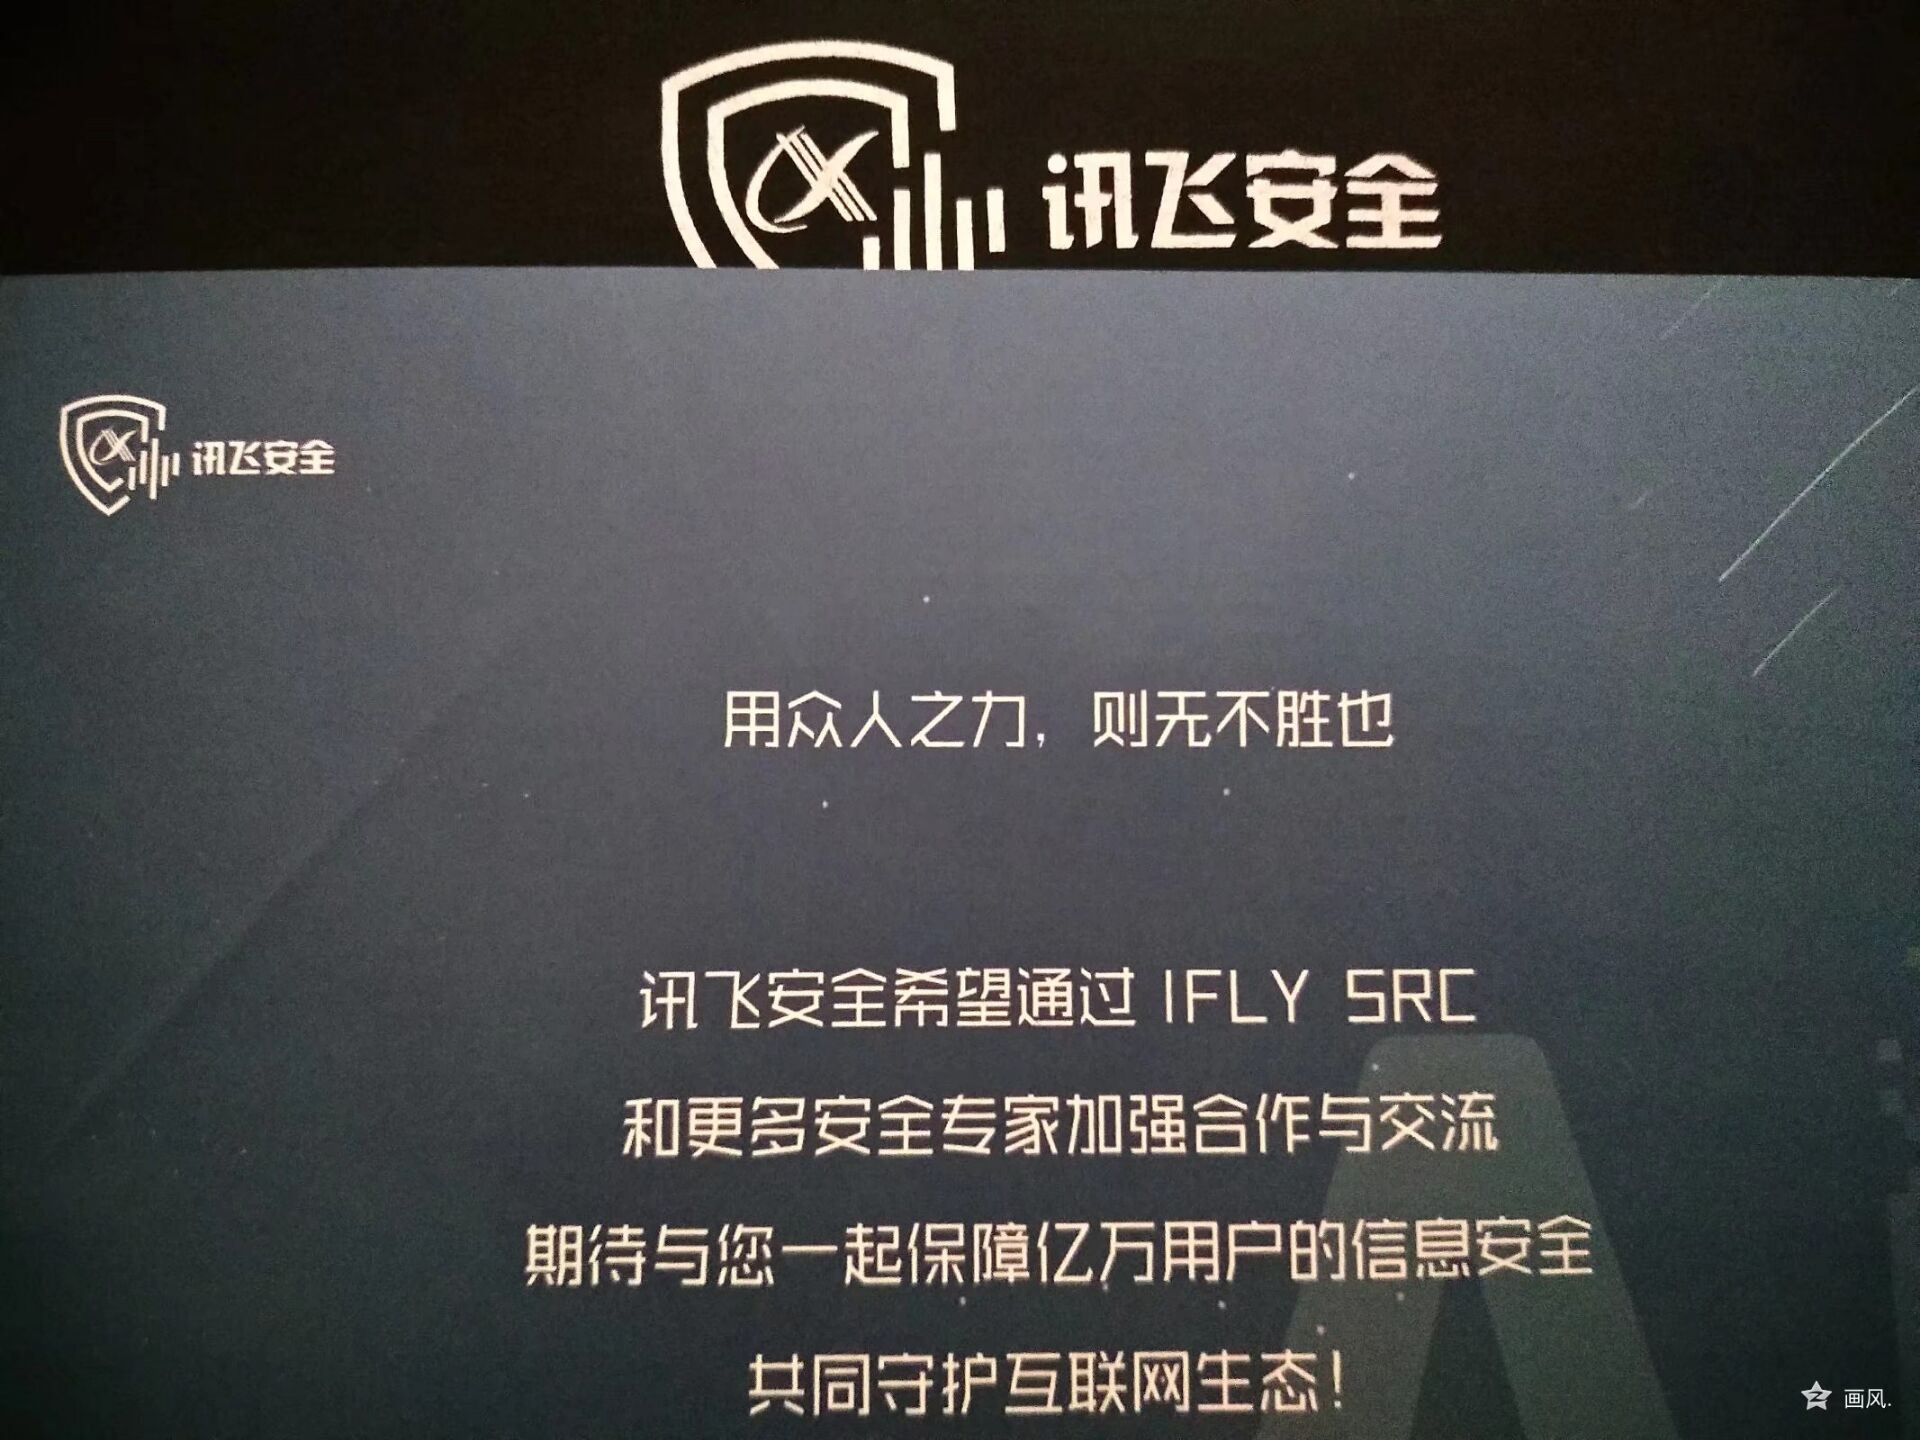 讯飞安全
讯飞安全
用众人之力，则无不胜也
讯飞安全希望通过 IFLY SRC
和更多安全专家加强合作与交流
期待与您一起保障亿万用户的信息安全
共同守护互联网生态！
画风.